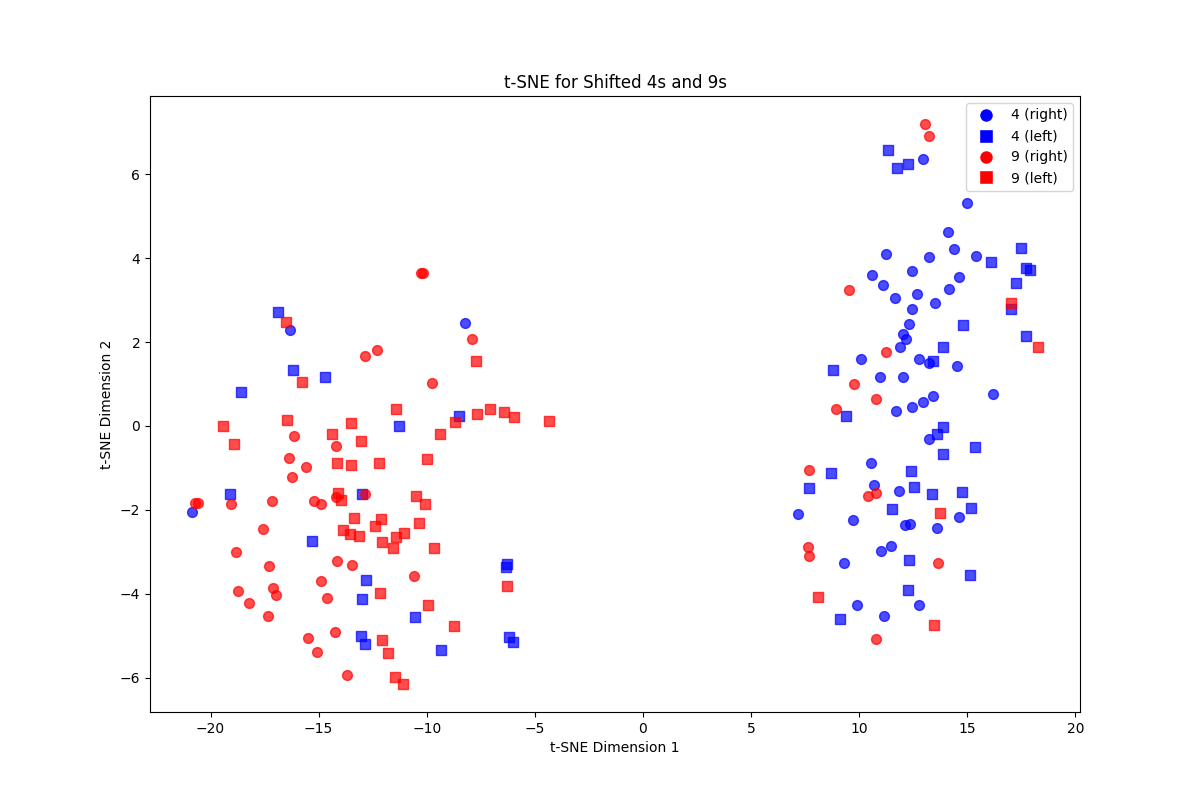 t-SNE for Shifted 4s and 9s
4 (right)
4 (left)
9 (right)
9 (left)
6
4
2
0
−2
−4
−6
t-SNE Dimension 2
−20 −15 −10 −5 0 5 10 15 20
t-SNE Dimension 1